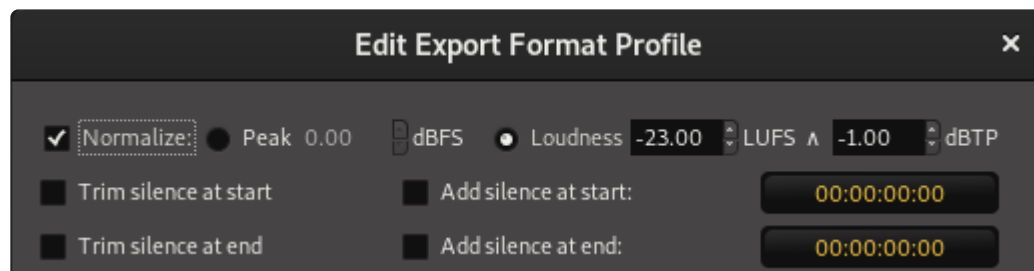 Edit Export Format Profile ×
Normalize: Peak 0.00 dBFS Loudness -23.00 LUFS ∧ -1.00 dBTP
Trim silence at start Add silence at start: 00:00:00:00
Trim silence at end Add silence at end: 00:00:00:00